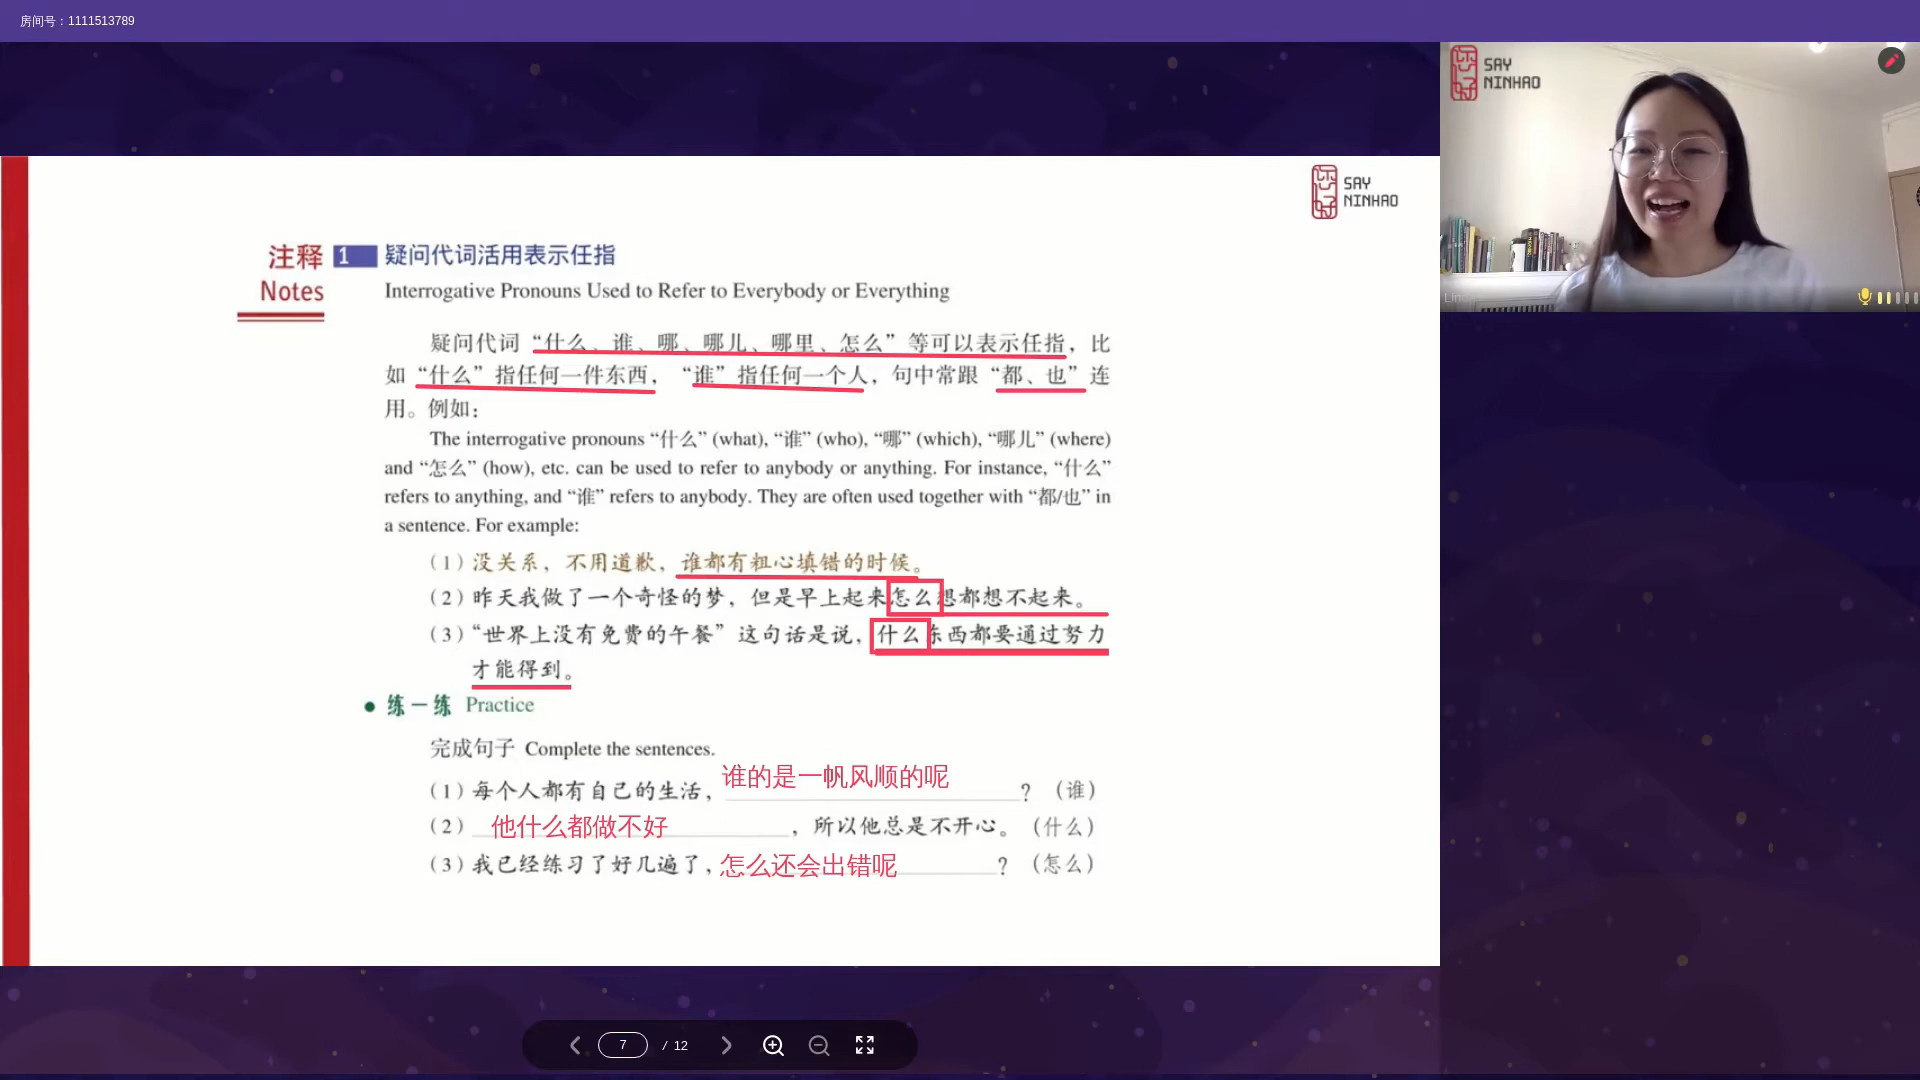 房间号：1111513789
SAY
NINHAO
SAY
NINHAO
注释 1 疑问代词活用表示任指
Notes Interrogative Pronouns Used to Refer to Everybody or Everything
疑问代词“什么、谁、哪、哪儿、哪里、怎么”等可以表示任指，比
如“什么”指任何一件东西，“谁”指任何一个人，句中常跟“都、也”连
用。例如：
The interrogative pronouns “什么” (what), “谁” (who), “哪” (which), “哪儿” (where)
and “怎么” (how), etc. can be used to refer to anybody or anything. For instance, “什么”
refers to anything, and “谁” refers to anybody. They are often used together with “都/也” in
a sentence. For example:
（1）没关系，不用道歉，谁都有粗心填错的时候。
（2）昨天我做了一个奇怪的梦，但是早上起来怎么想都想不起来。
（3）“世界上没有免费的午餐”这句话是说，什么东西都要通过努力
才能得到。
● 练一练 Practice
完成句子 Complete the sentences.
（1）每个人都有自己的生活，谁的是一帆风顺的呢？（谁）
（2）他什么都做不好，所以他总是不开心。（什么）
（3）我已经练习了好几遍了，怎么还会出错呢？（怎么）
7 / 12